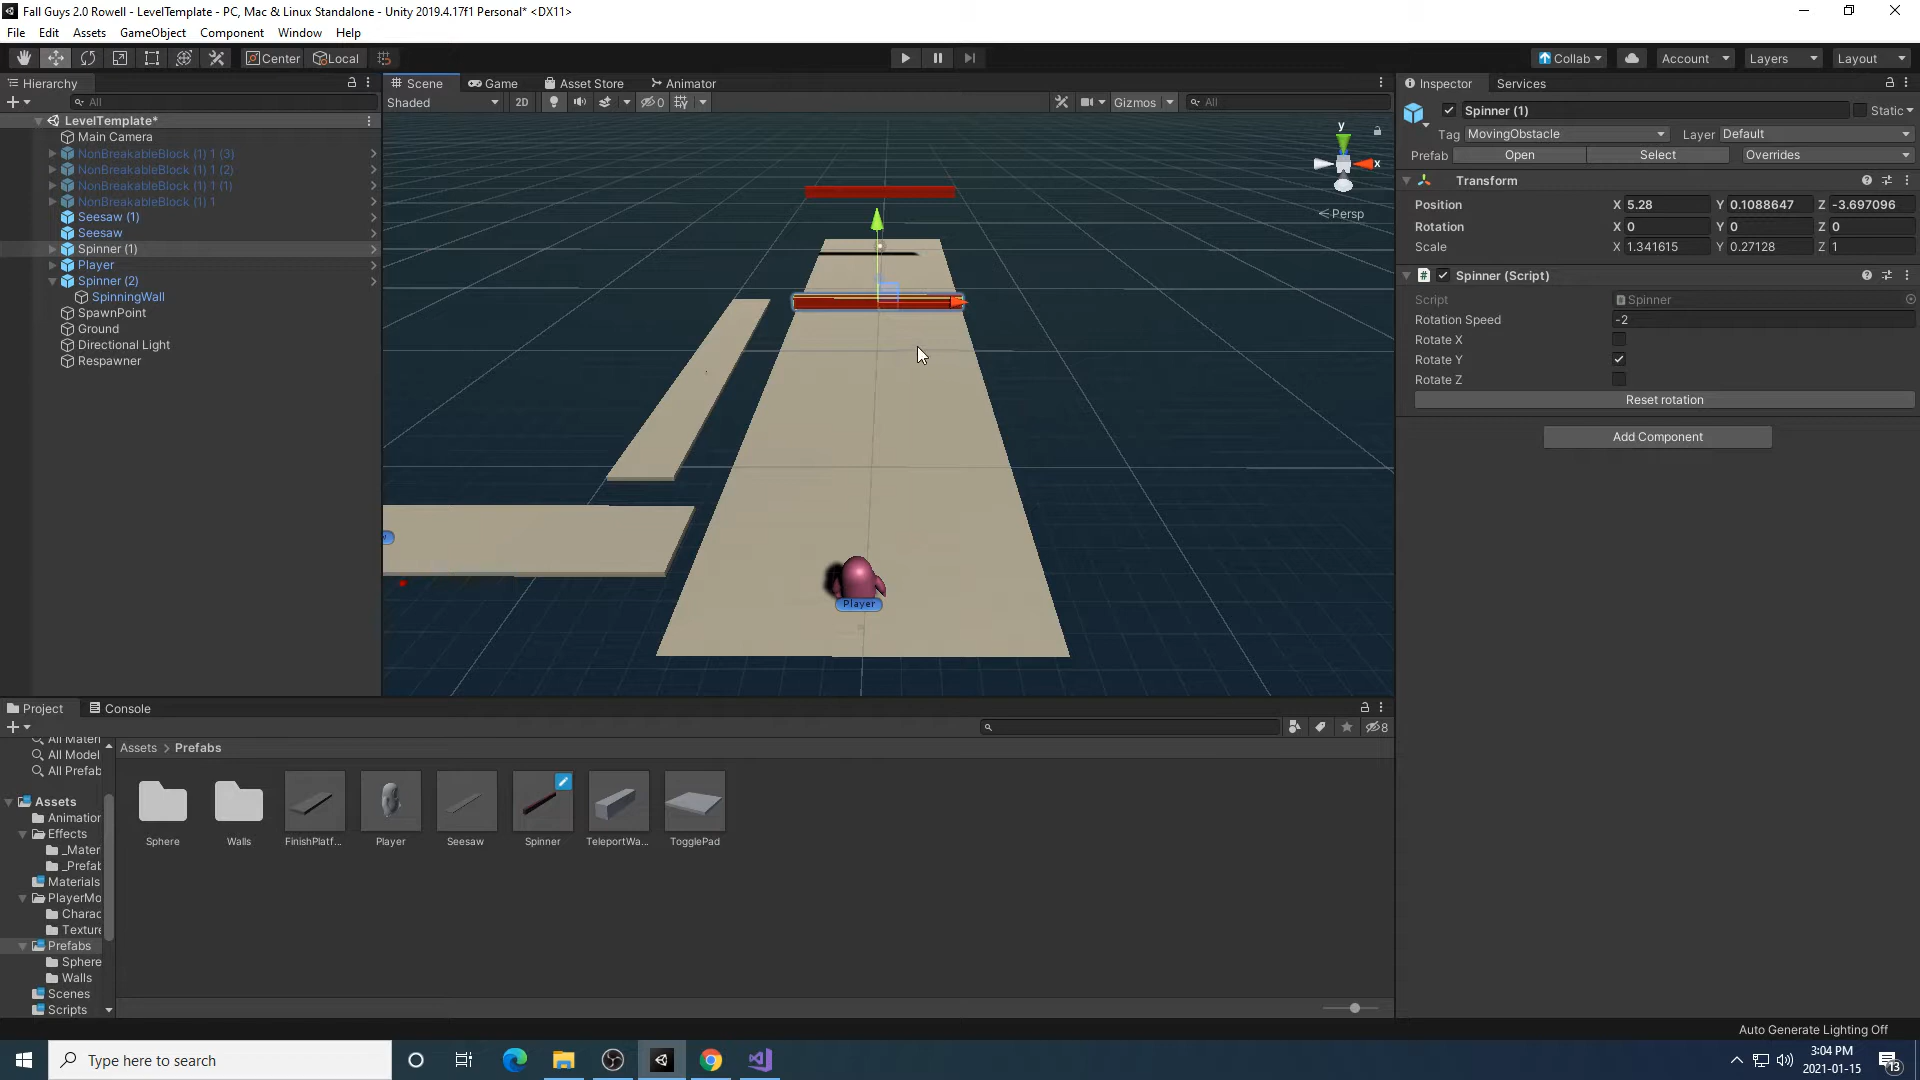 Fall Guys 2.0 Rowell - LevelTemplate - PC, Mac & Linux Standalone - Unity 2019.4.17f1 Personal* <DX11>
File Edit Assets GameObject Component Window Help
Center Local Collab Account Layers Layout
Hierarchy
All
LevelTemplate*
Main Camera
NonBreakableBlock (1) 1 (3)
NonBreakableBlock (1) 1 (2)
NonBreakableBlock (1) 1 (1)
NonBreakableBlock (1) 1
Seesaw (1)
Seesaw
Spinner (1)
Player
Spinner (2)
SpinningWall
SpawnPoint
Ground
Directional Light
Respawner
Scene Game Asset Store Animator
Shaded 2D 0 Gizmos All
y
x
Persp
Player
Inspector Services
Spinner (1) Static
Tag MovingObstacle Layer Default
Prefab Open Select Overrides
Transform
Position X 5.28 Y 0.1088647 Z -3.697096
Rotation X 0 Y 0 Z 0
Scale X 1.341615 Y 0.27128 Z 1
Spinner (Script)
Script Spinner
Rotation Speed -2
Rotate X
Rotate Y
Rotate Z
Reset rotation
Add Component
Project Console
8
All Materi
All Model
All Prefab
Assets
Animation
Effects
_Mater
_Prefab
Materials
PlayerMo
Charac
Texture
Prefabs
Sphere
Walls
Scenes
Scripts
Assets > Prefabs
Sphere Walls FinishPlatf... Player Seesaw Spinner TeleportWa... TogglePad
Auto Generate Lighting Off
Type here to search
3:04 PM
2021-01-15
13